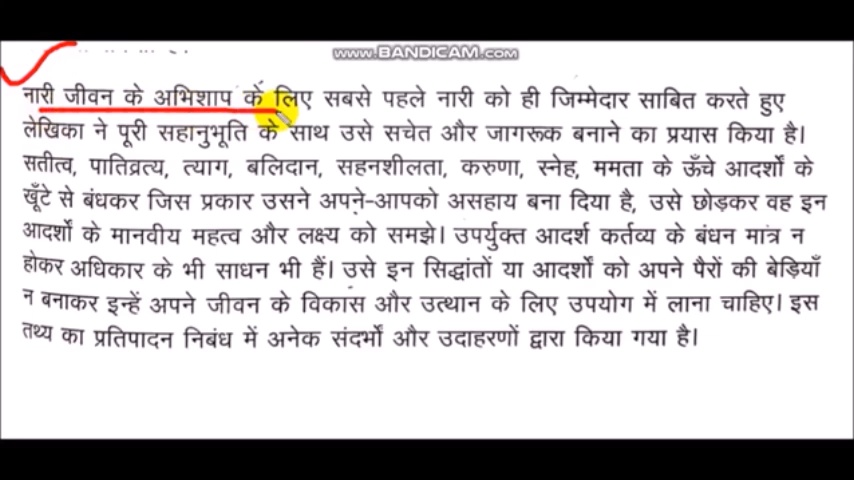 www.BANDICAM.com
नारी जीवन के अभिशाप के लिए सबसे पहले नारी को ही जिम्मेदार साबित करते हुए
लेखिका ने पूरी सहानुभूति के साथ उसे सचेत और जागरूक बनाने का प्रयास किया है।
सतीत्व, पातिव्रत्य, त्याग, बलिदान, सहनशीलता, करुणा, स्नेह, ममता के ऊँचे आदर्शों के
खूँटे से बंधकर जिस प्रकार उसने अपने-आपको असहाय बना दिया है, उसे छोड़कर वह इन
आदर्शों के मानवीय महत्व और लक्ष्य को समझे। उपर्युक्त आदर्श कर्तव्य के बंधन मात्र न
होकर अधिकार के भी साधन भी हैं। उसे इन सिद्धांतों या आदर्शों को अपने पैरों की बेड़ियाँ
न बनाकर इन्हें अपने जीवन के विकास और उत्थान के लिए उपयोग में लाना चाहिए। इस
तथ्य का प्रतिपादन निबंध में अनेक संदर्भों और उदाहरणों द्वारा किया गया है।